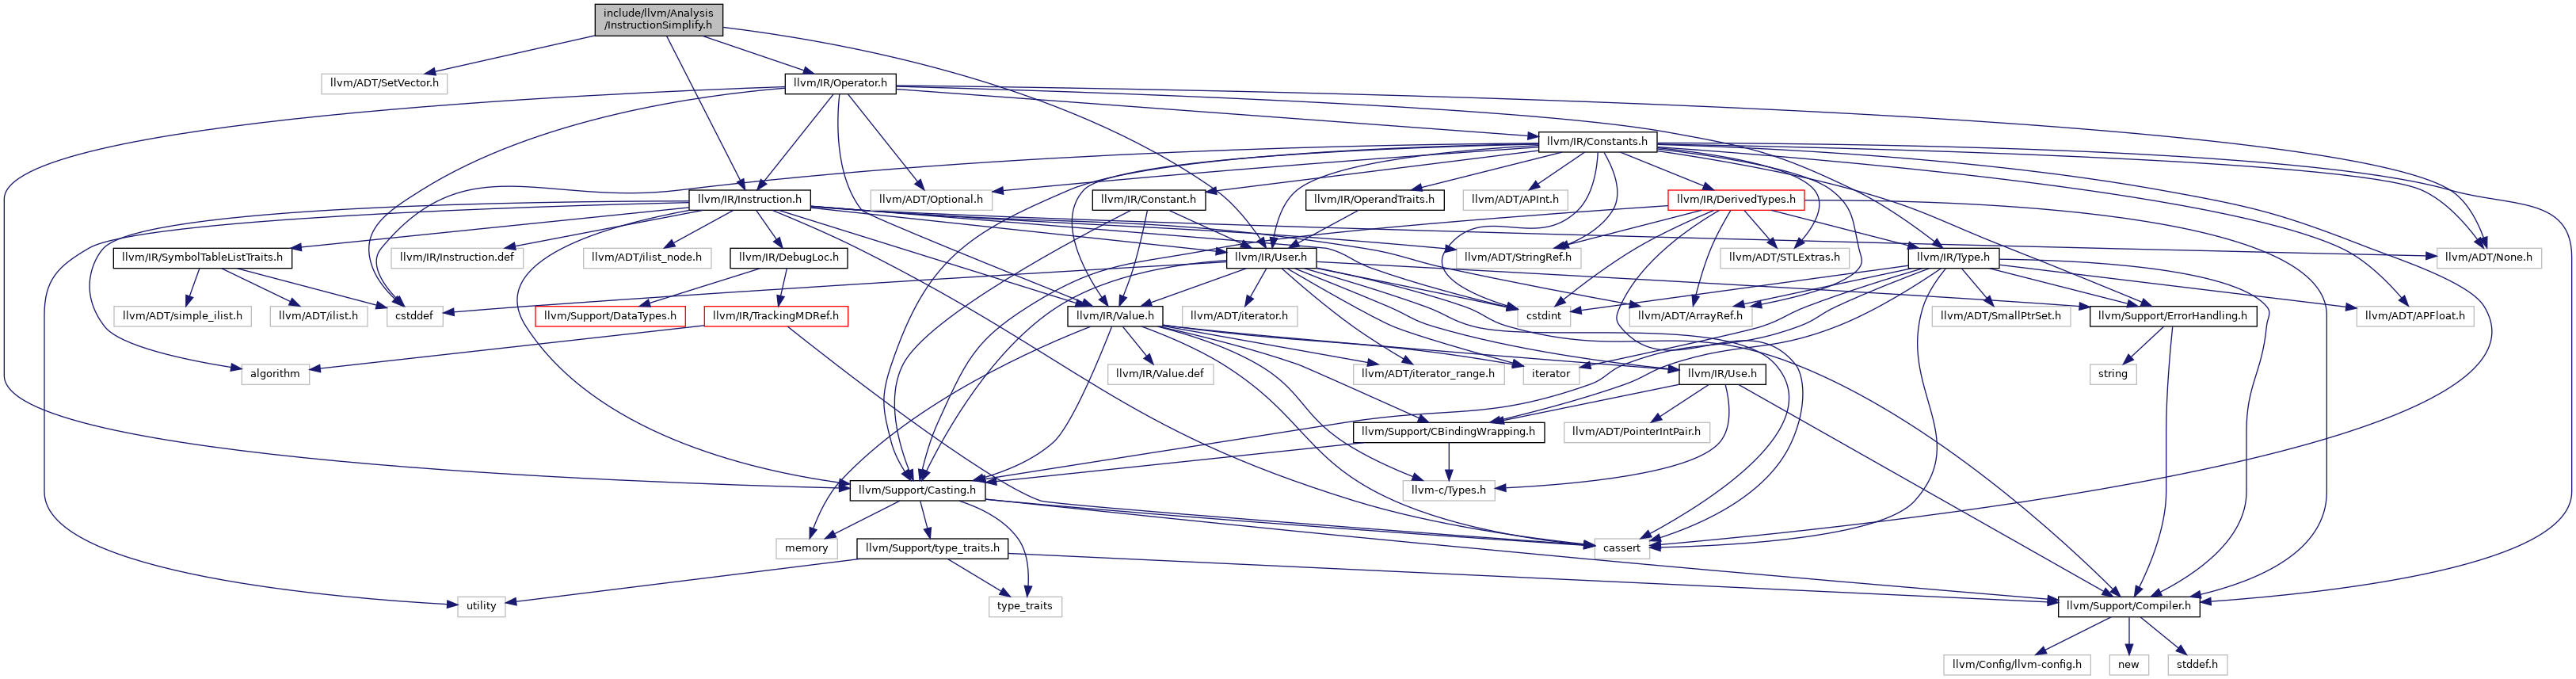 include/llvm/Analysis
/InstructionSimplify.h
llvm/ADT/SetVector.h
llvm/IR/Operator.h
llvm/IR/Constants.h
llvm/IR/Instruction.h
llvm/ADT/Optional.h
llvm/IR/Constant.h
llvm/IR/OperandTraits.h
llvm/ADT/APInt.h
llvm/IR/DerivedTypes.h
llvm/IR/SymbolTableListTraits.h
llvm/IR/Instruction.def
llvm/ADT/ilist_node.h
llvm/IR/DebugLoc.h
llvm/ADT/StringRef.h
llvm/IR/User.h
llvm/ADT/STLExtras.h
llvm/IR/Type.h
llvm/ADT/None.h
llvm/ADT/simple_ilist.h
llvm/ADT/ilist.h
cstddef
llvm/Support/DataTypes.h
llvm/IR/TrackingMDRef.h
llvm/IR/Value.h
llvm/ADT/iterator.h
cstdint
llvm/ADT/ArrayRef.h
llvm/ADT/SmallPtrSet.h
llvm/Support/ErrorHandling.h
llvm/ADT/APFloat.h
algorithm
llvm/IR/Value.def
llvm/ADT/iterator_range.h
iterator
llvm/IR/Use.h
string
llvm/Support/CBindingWrapping.h
llvm/ADT/PointerIntPair.h
llvm/Support/Casting.h
llvm-c/Types.h
memory
llvm/Support/type_traits.h
cassert
utility
type_traits
llvm/Support/Compiler.h
llvm/Config/llvm-config.h
new
stddef.h